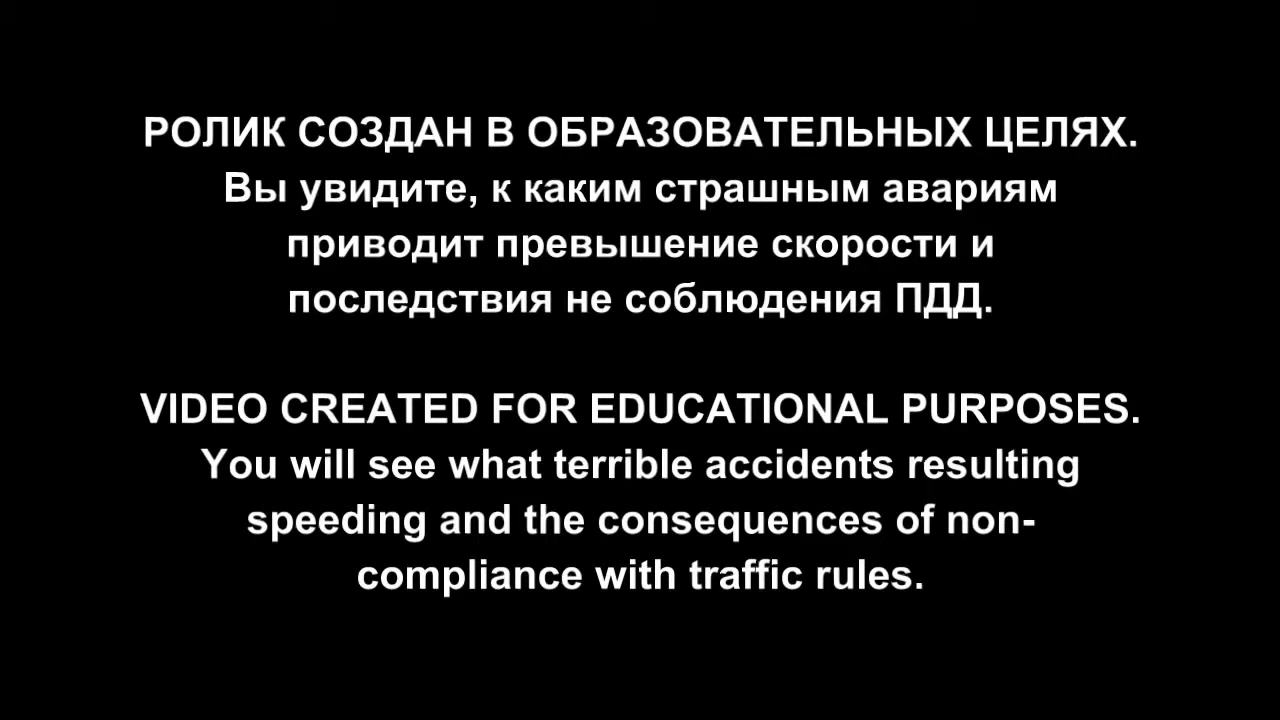 РОЛИК СОЗДАН В ОБРАЗОВАТЕЛЬНЫХ ЦЕЛЯХ.
Вы увидите, к каким страшным авариям
приводит превышение скорости и
последствия не соблюдения ПДД.
VIDEO CREATED FOR EDUCATIONAL PURPOSES.
You will see what terrible accidents resulting
speeding and the consequences of non-
compliance with traffic rules.